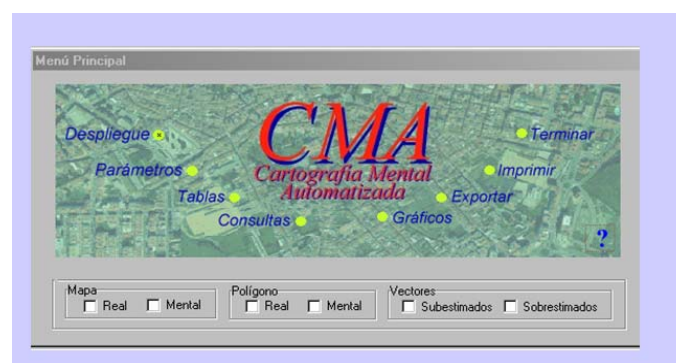 Menú Principal
CMA
Cartografía Mental
Automatizada
Despliegue
Parámetros
Tablas
Consultas
Gráficos
Exportar
Imprimir
Terminar
?
Mapa
Real Mental
Polígono
Real Mental
Vectores
Subestimados Sobrestimados